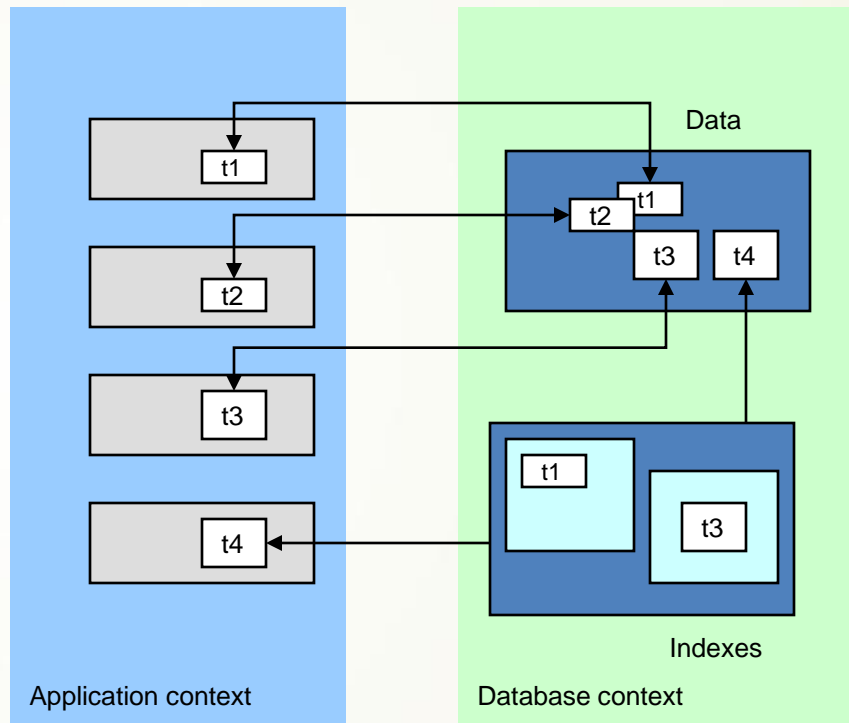 Data
t1
t1
t2
t2
t3
t4
t3
t1
t3
t4
Indexes
Application context
Database context